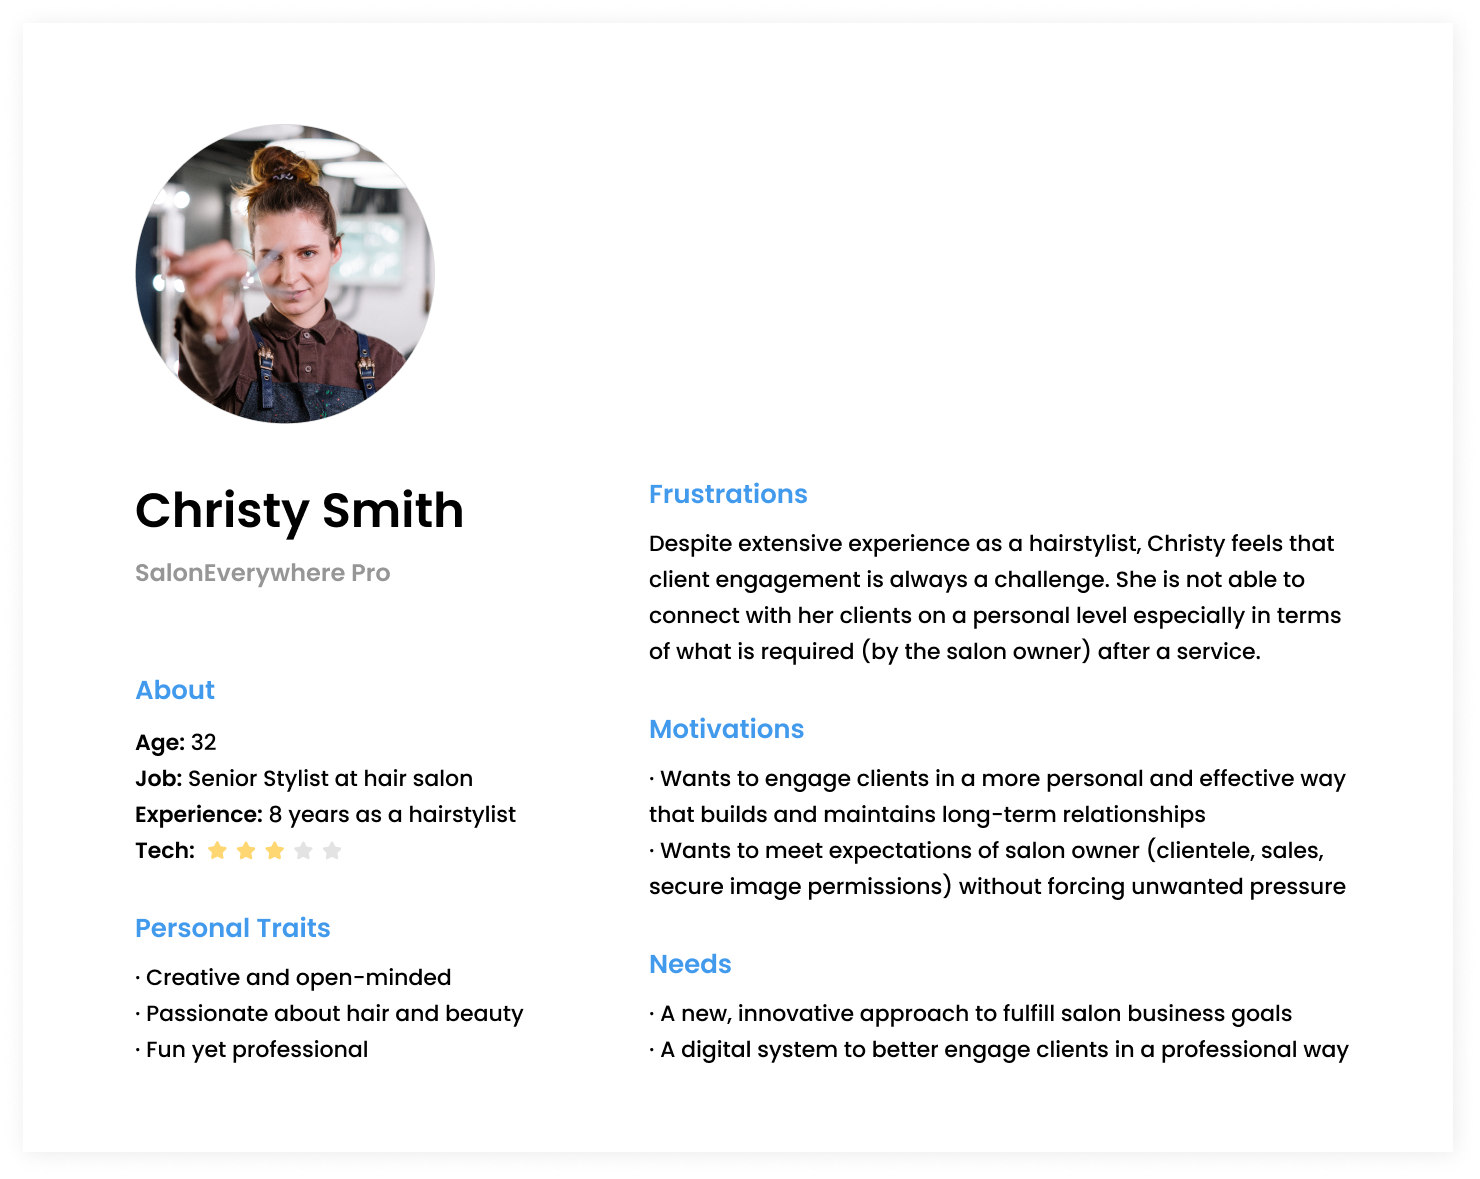 Christy Smith
SalonEverywhere Pro
About
Age: 32
Job: Senior Stylist at hair salon
Experience: 8 years as a hairstylist
Tech:
Personal Traits
· Creative and open-minded
· Passionate about hair and beauty
· Fun yet professional
Frustrations
Despite extensive experience as a hairstylist, Christy feels that
client engagement is always a challenge. She is not able to
connect with her clients on a personal level especially in terms
of what is required (by the salon owner) after a service.
Motivations
· Wants to engage clients in a more personal and effective way
that builds and maintains long-term relationships
· Wants to meet expectations of salon owner (clientele, sales,
secure image permissions) without forcing unwanted pressure
Needs
· A new, innovative approach to fulfill salon business goals
· A digital system to better engage clients in a professional way